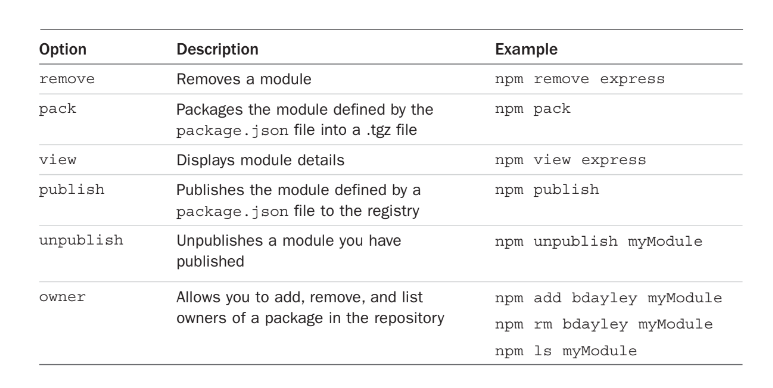 Option Description Example
remove Removes a module npm remove express
pack Packages the module defined by the npm pack
package.json file into a .tgz file
view Displays module details npm view express
publish Publishes the module defined by a npm publish
package.json file to the registry
unpublish Unpublishes a module you have npm unpublish myModule
published
owner Allows you to add, remove, and list npm add bdayley myModule
owners of a package in the repository npm rm bdayley myModule
npm ls myModule